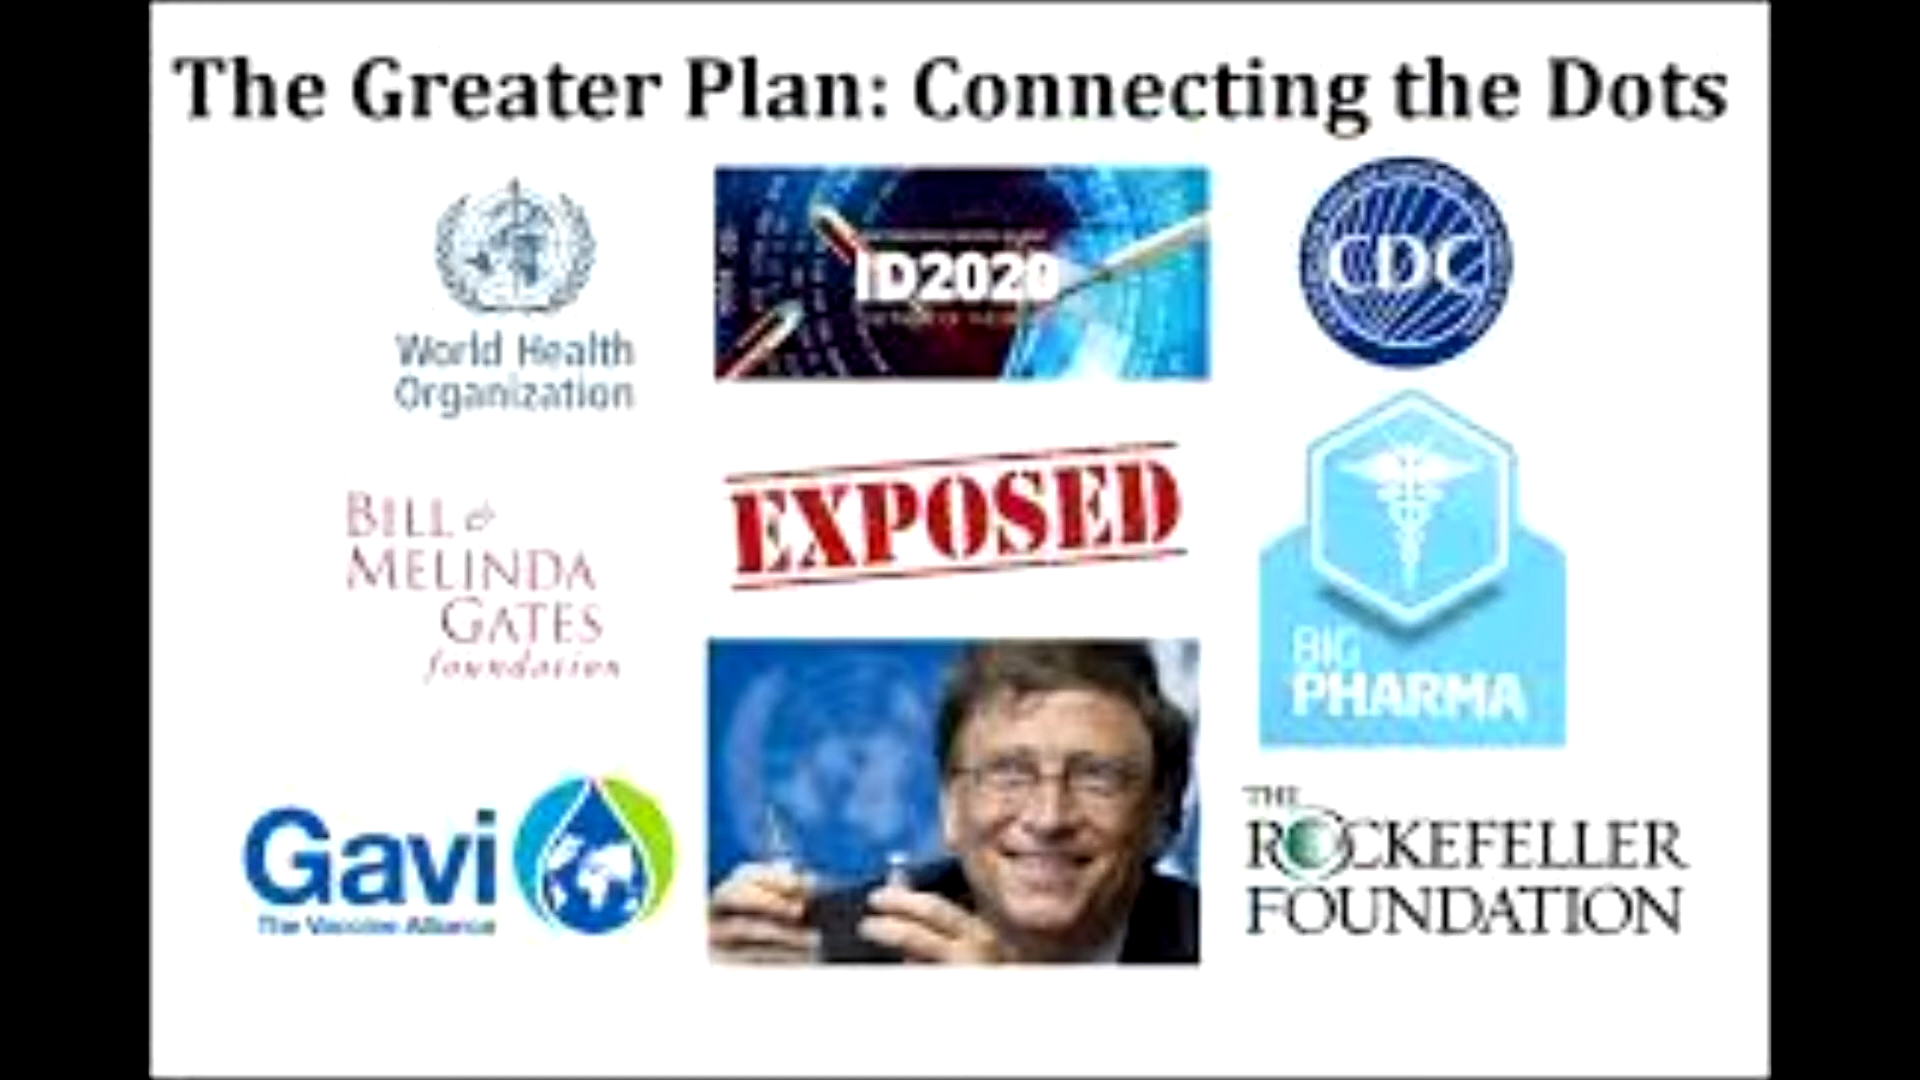 The Greater Plan: Connecting the Dots
World Health
Organization
ID2020
CDC
EXPOSED
BILL &
MELINDA
GATES
foundation
BIG
PHARMA
Gavi
The Vaccine Alliance
THE
ROCKEFELLER
FOUNDATION